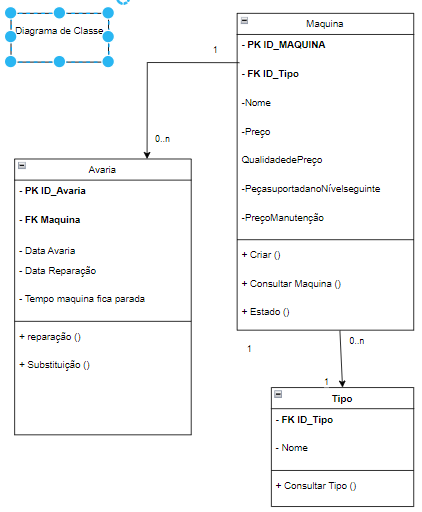 Diagrama de Classe
Maquina
- PK ID_MAQUINA
- FK ID_Tipo
-Nome
-Preço
QualidadedePreço
-PeçasuportadanoNívelseguinte
-PreçoManutenção
+ Criar ()
+ Consultar Maquina ()
+ Estado ()
1
0..n
Avaria
- PK ID_Avaria
- FK Maquina
- Data Avaria
- Data Reparação
- Tempo maquina fica parada
+ reparação ()
+ Substituição ()
0..n
1
1
Tipo
- FK ID_Tipo
- Nome
+ Consultar Tipo ()